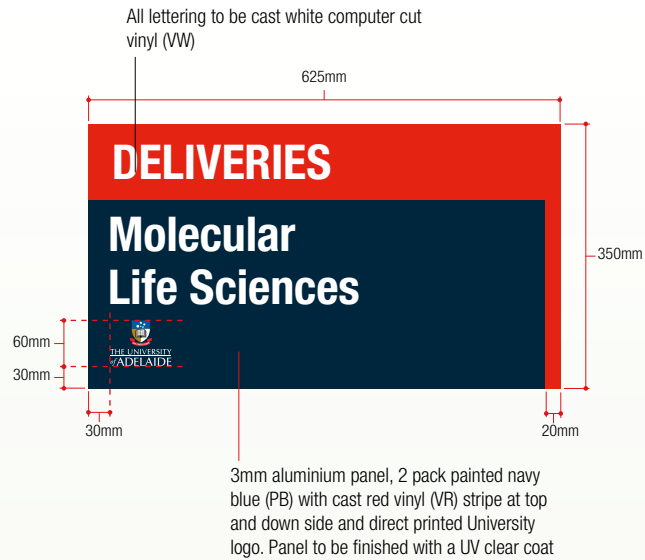 All lettering to be cast white computer cut
vinyl (VW)
625mm
DELIVERIES
Molecular
Life Sciences
350mm
60mm
THE UNIVERSITY
of ADELAIDE
30mm
30mm
20mm
3mm aluminium panel, 2 pack painted navy
blue (PB) with cast red vinyl (VR) stripe at top
and down side and direct printed University
logo. Panel to be finished with a UV clear coat